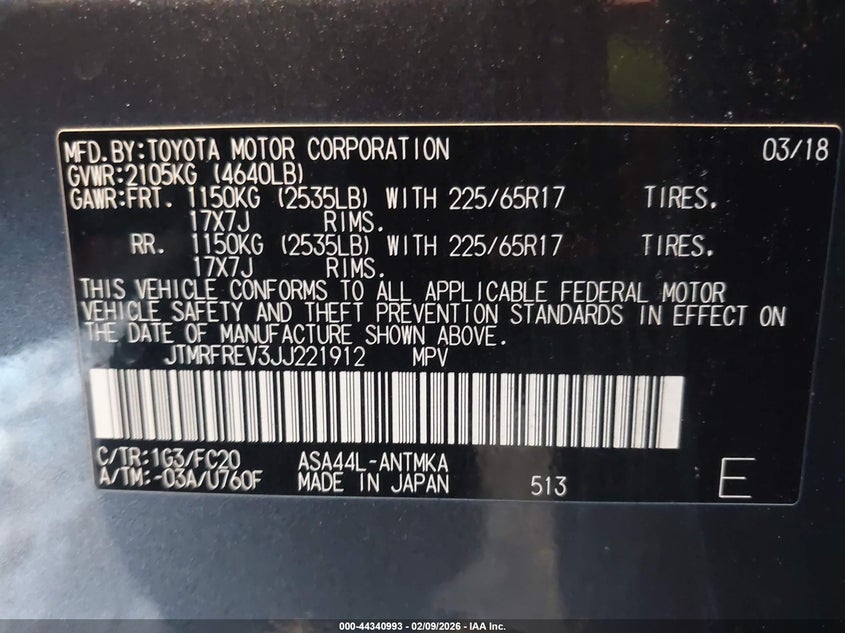 MFD.BY:TOYOTA MOTOR CORPORATION 03/18
GVWR:2105KG (4640LB)
GAWR:FRT. 1150KG (2535LB) WITH 225/65R17 TIRES,
17X7J RIMS.
RR. 1150KG (2535LB) WITH 225/65R17 TIRES.
17X7J RIMS.
THIS VEHICLE CONFORMS TO ALL APPLICABLE FEDERAL MOTOR
VEHICLE SAFETY AND THEFT PREVENTION STANDARDS IN EFFECT ON
THE DATE OF MANUFACTURE SHOWN ABOVE.
JTMRFREV3JJ221912 MPV
C/TR:1G3/FC20 ASA44L-ANTMKA
A/TM:-03A/U760F MADE IN JAPAN 513 E
000-44340993 - 02/09/2026 - IAA Inc.